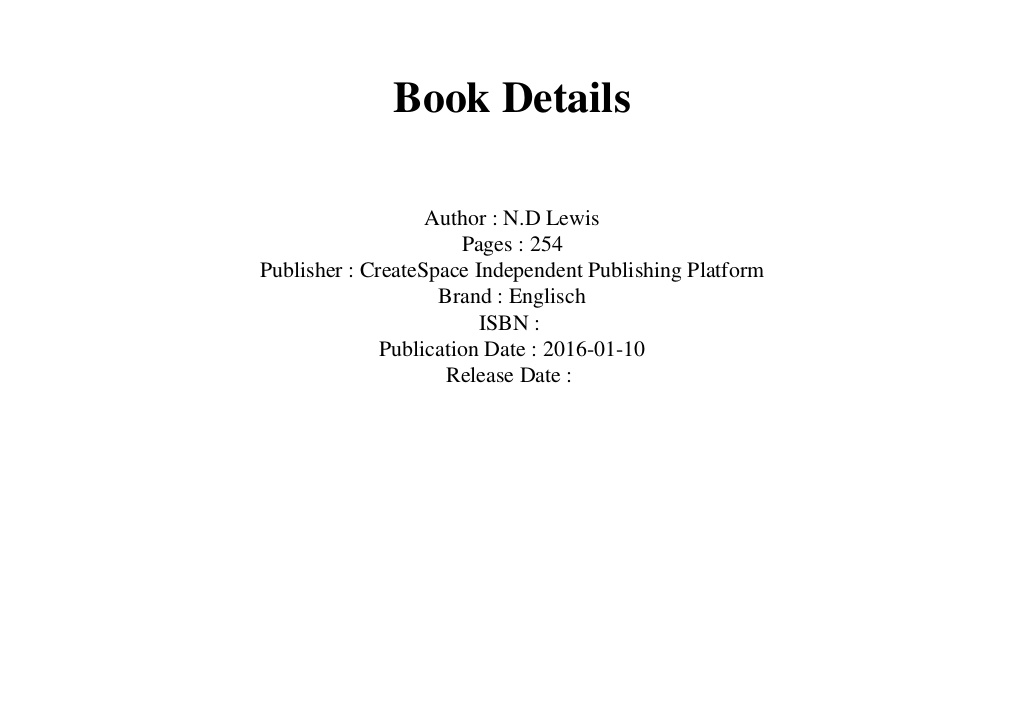 Book Details
Author : N.D Lewis
Pages : 254
Publisher : CreateSpace Independent Publishing Platform
Brand : Englisch
ISBN :
Publication Date : 2016-01-10
Release Date :